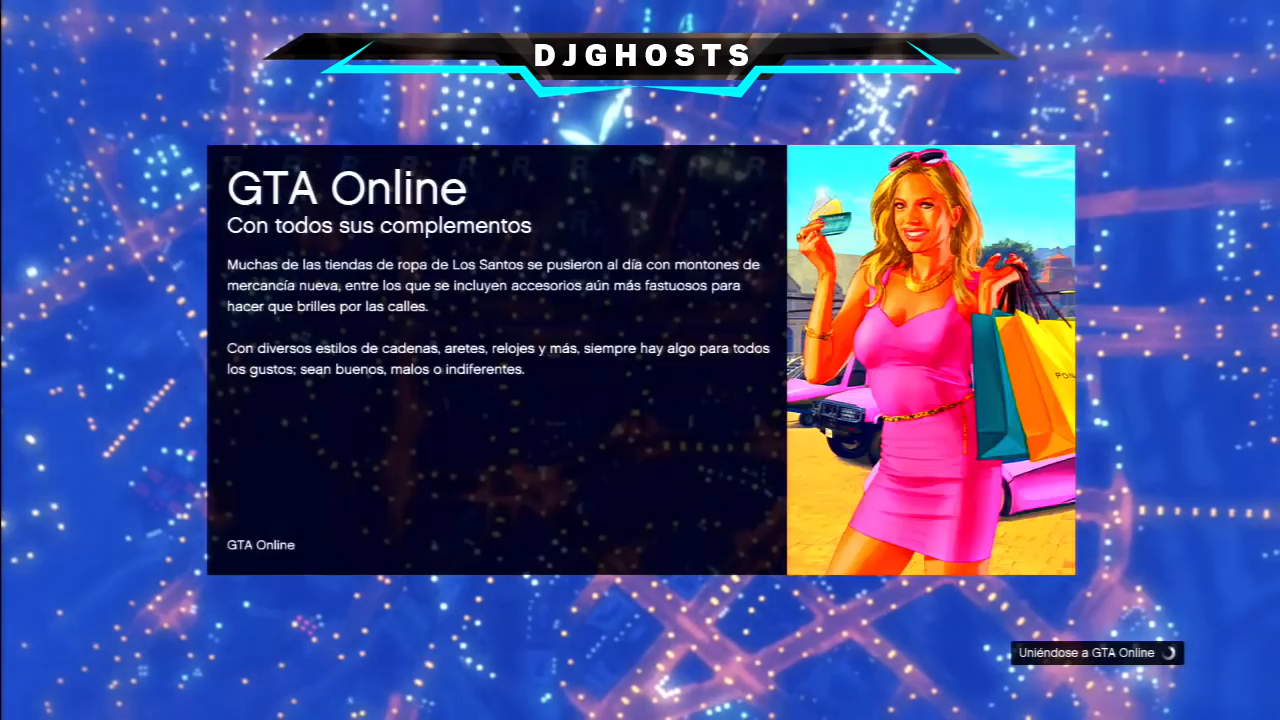 DJGHOSTS
GTA Online
Con todos sus complementos
Muchas de las tiendas de ropa de Los Santos se pusieron al día con montones de
mercancía nueva, entre los que se incluyen accesorios aún más fastuosos para
hacer que brilles por las calles.
Con diversos estilos de cadenas, aretes, relojes y más, siempre hay algo para todos
los gustos; sean buenos, malos o indiferentes.
GTA Online
Uniéndose a GTA Online